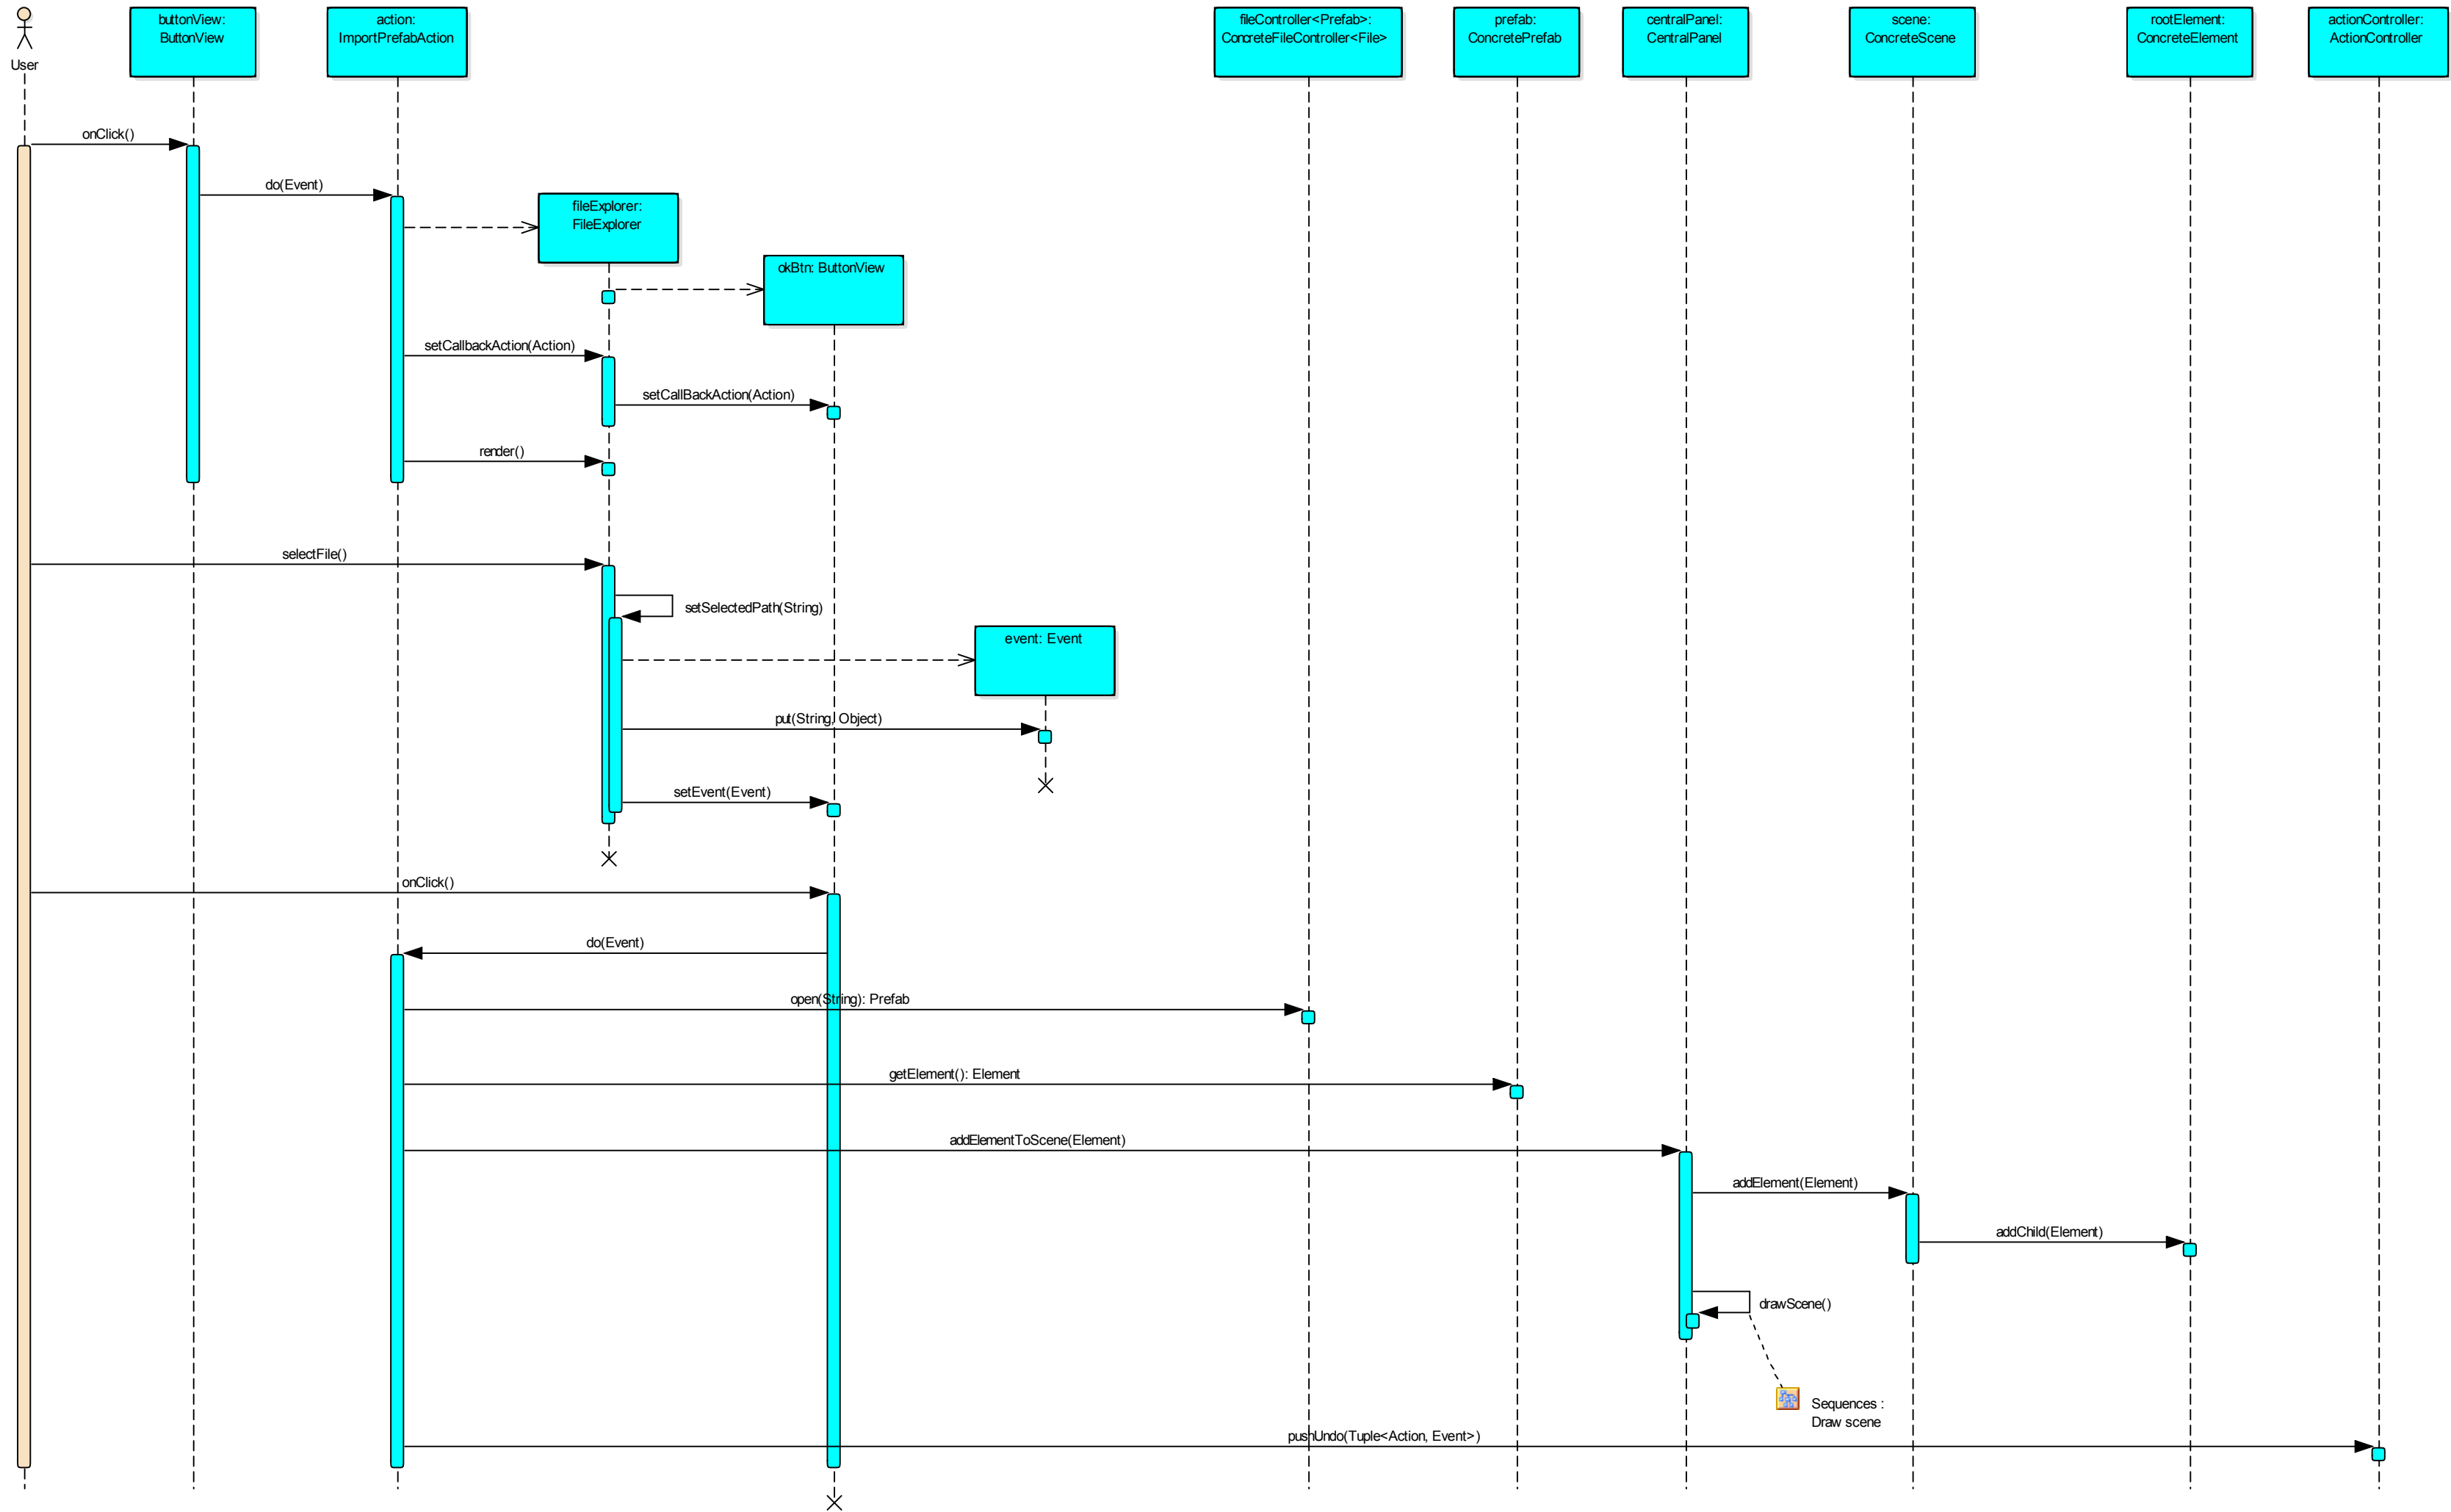 buttonView:
ButtonView
action:
ImportPrefabAction
fileController<Prefab>:
ConcreteFileController<File>
prefab:
ConcretePrefab
centralPanel:
CentralPanel
scene:
ConcreteScene
rootElement:
ConcreteElement
actionController:
ActionController
User
onClick()
do(Event)
fileExplorer:
FileExplorer
okBtn: ButtonView
setCallbackAction(Action)
setCallBackAction(Action)
render()
selectFile()
setSelectedPath(String)
event: Event
put(String, Object)
setEvent(Event)
onClick()
do(Event)
open(String): Prefab
getElement(): Element
addElementToScene(Element)
addElement(Element)
addChild(Element)
drawScene()
Sequences :
Draw scene
pushUndo(Tuple<Action, Event>)